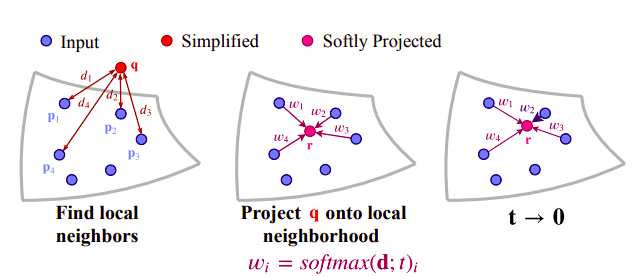 Input Simplified Softly Projected
q
d₁ d₂ d₃ d₄
p₁ p₂ p₃ p₄
w₁ w₂ w₃ w₄
r
w₁ w₂ w₃ w₄
r
Find local
neighbors
Project q onto local
neighborhood
t → 0
wᵢ = softmax(d; t)ᵢ